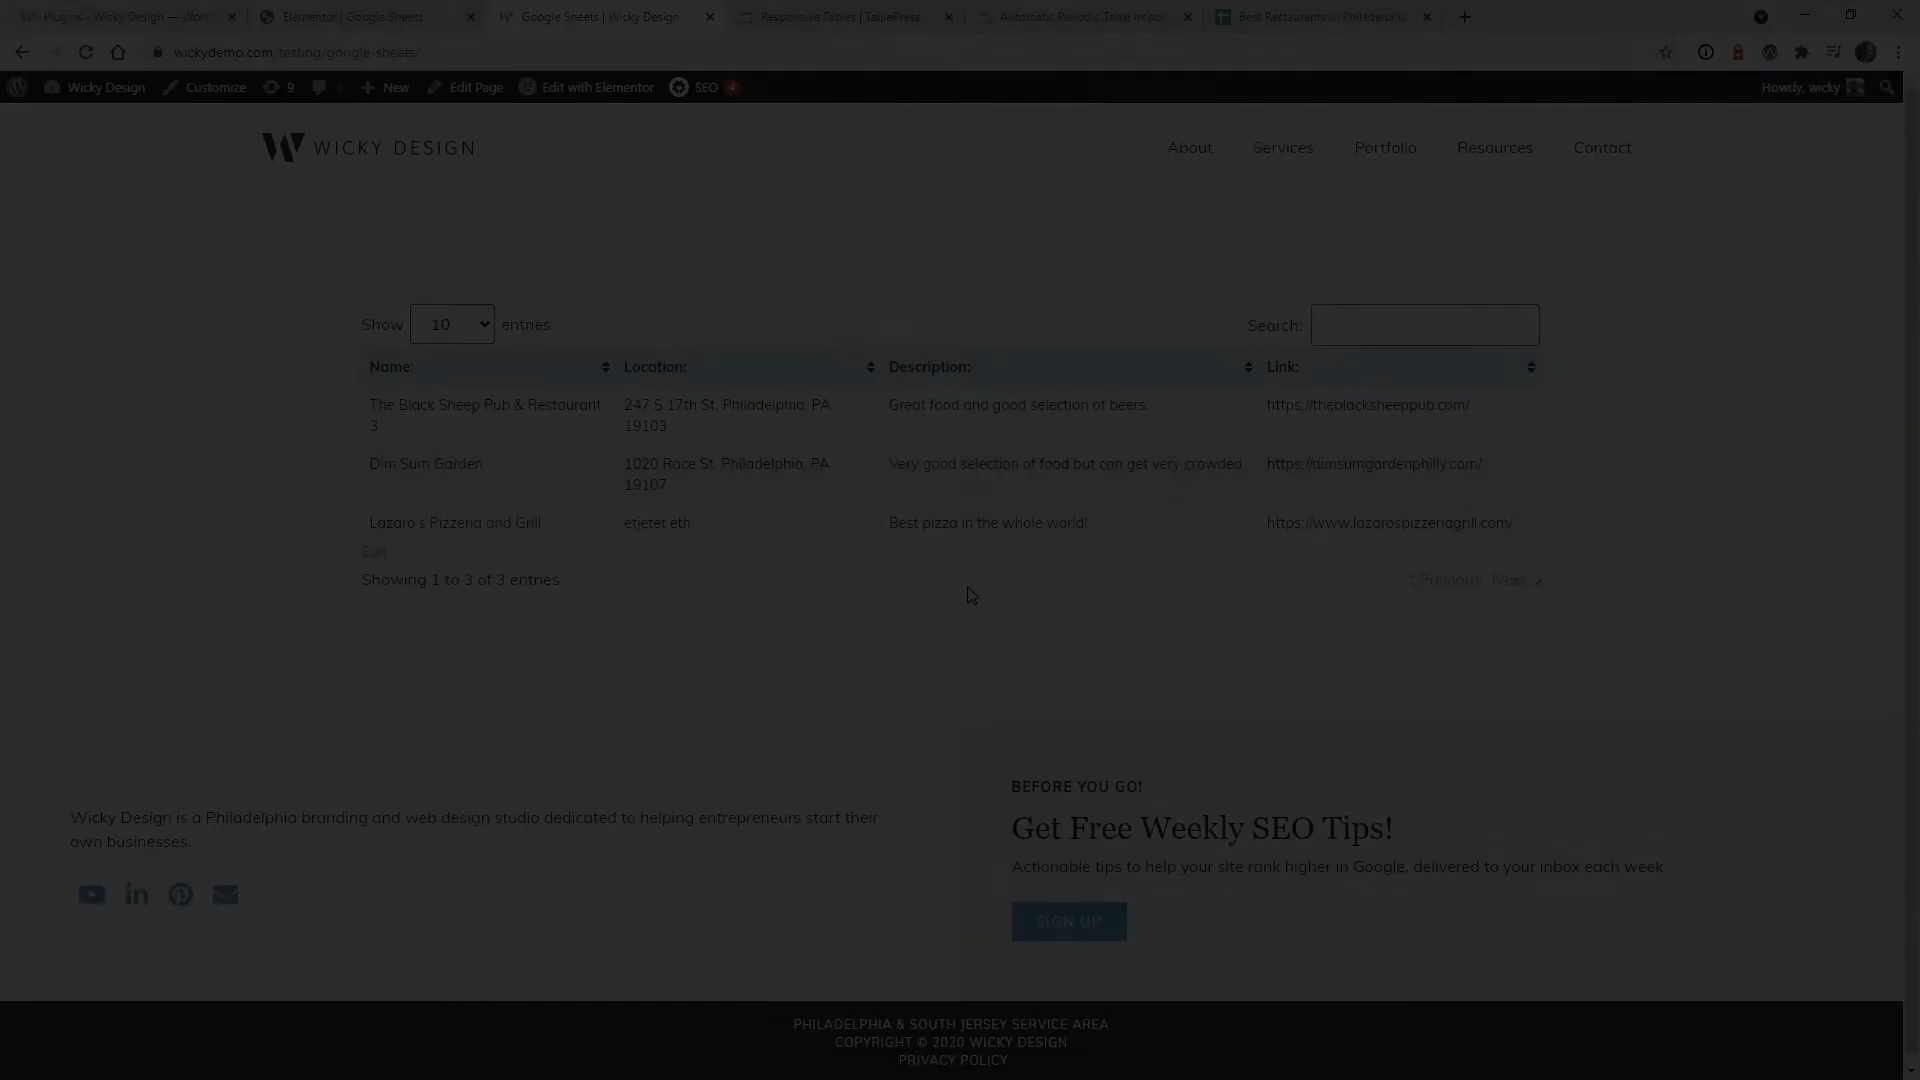 Plugins - Wicky Design — Wor
Elementor | Google Sheets
Google Sheets | Wicky Design
Responsive Tables | TablePress
Automatic Periodic Table Impor
Best Restaurants in Philadelphi
wickydemo.com/testing/google-sheets/
Wicky Design
Customize
9
0
New
Edit Page
Edit with Elementor
SEO
4
Howdy, wicky
WICKY DESIGN
About
Services
Portfolio
Resources
Contact
Show 10 entries
Search:
Name:
Location:
Description:
Link:
The Black Sheep Pub & Restaurant
3
247 S 17th St, Philadelphia, PA
19103
Great food and good selection of beers.
https://theblacksheeppub.com/
Dim Sum Garden
1020 Race St, Philadelphia, PA
19107
Very good selection of food but can get very crowded
https://dimsumgardenphilly.com/
Lazaro s Pizzeria and Grill
etjetet eth
Best pizza in the whole world!
https://www.lazarospizzeriagrill.com/
Edit
Showing 1 to 3 of 3 entries
Previous
Next
Wicky Design is a Philadelphia branding and web design studio dedicated to helping entrepreneurs start their
own businesses.
BEFORE YOU GO!
Get Free Weekly SEO Tips!
Actionable tips to help your site rank higher in Google, delivered to your inbox each week
SIGN UP
PHILADELPHIA & SOUTH JERSEY SERVICE AREA
COPYRIGHT © 2020 WICKY DESIGN
PRIVACY POLICY